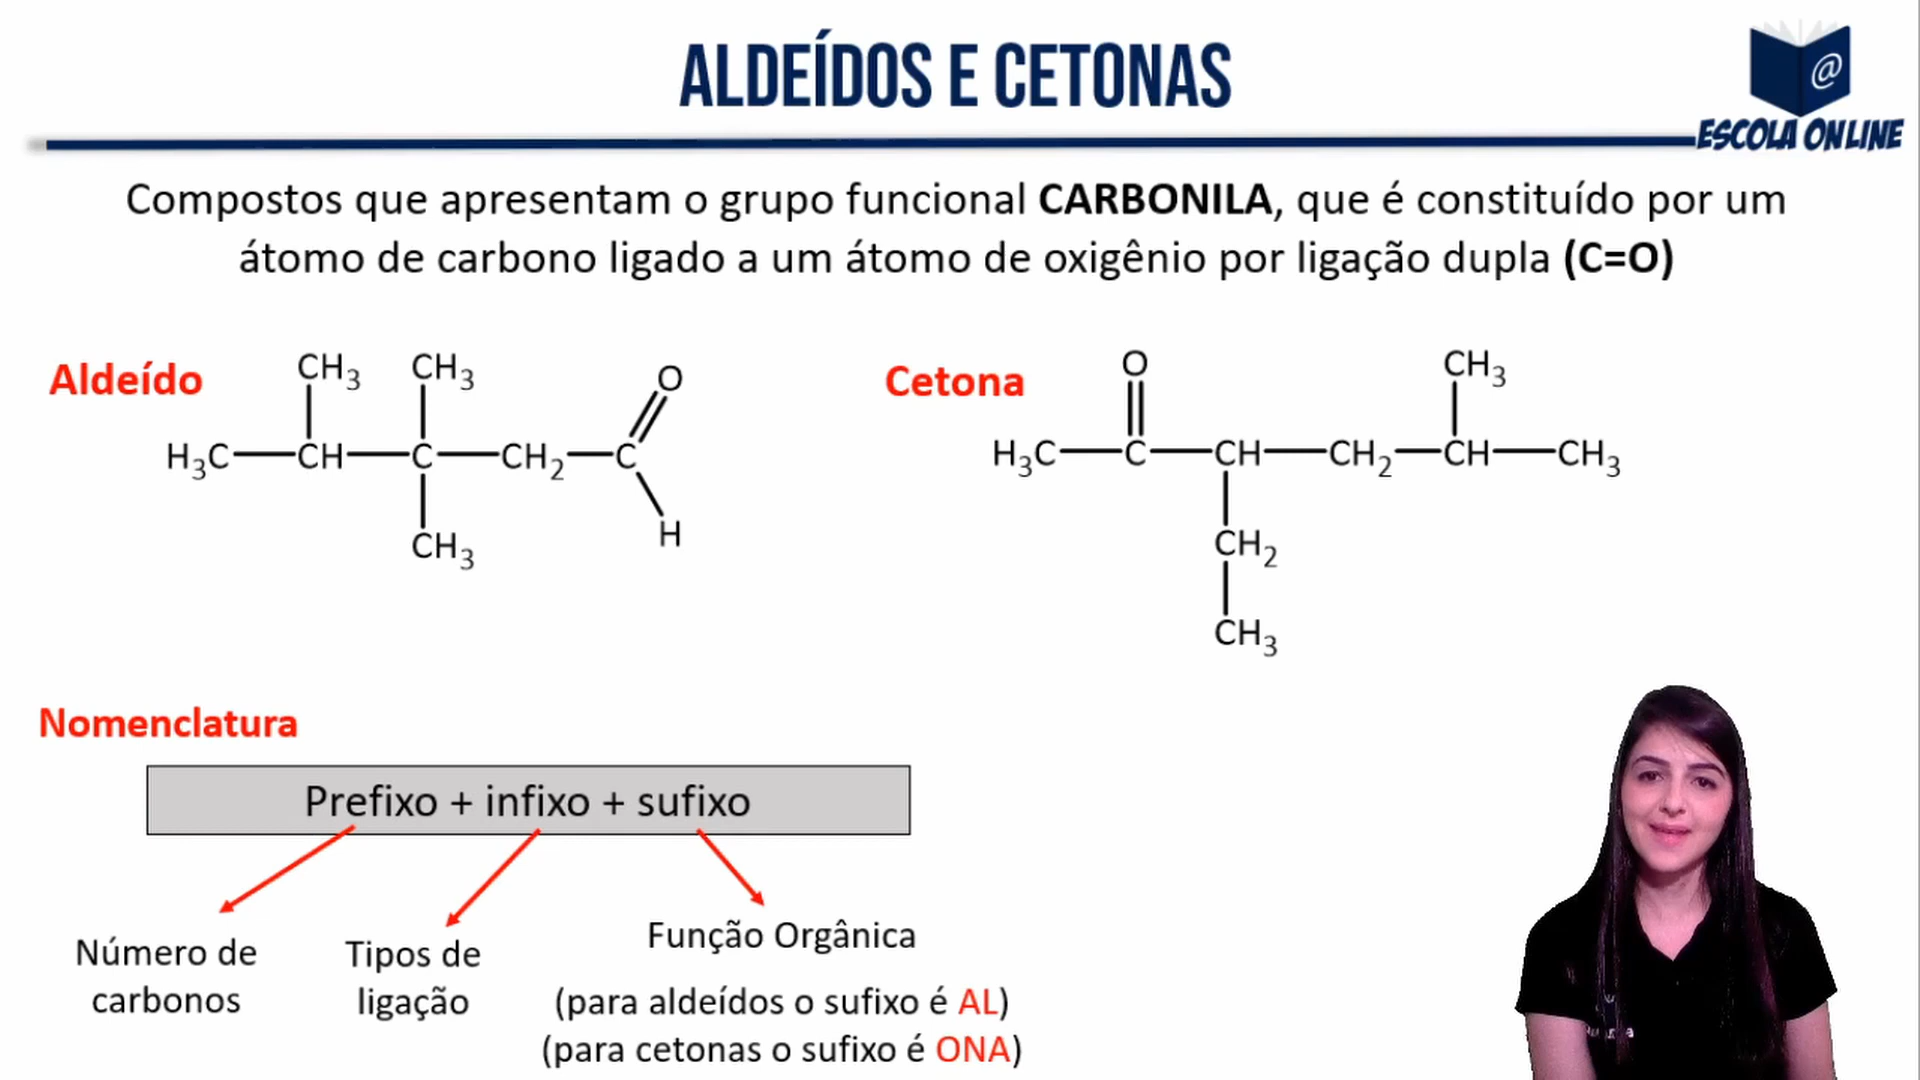 ALDEÍDOS E CETONAS
@
ESCOLA ONLINE
Compostos que apresentam o grupo funcional CARBONILA, que é constituído por um
átomo de carbono ligado a um átomo de oxigênio por ligação dupla (C=O)
Aldeído
CH₃ CH₃ O
H₃C CH C CH₂ C
CH₃ H
Cetona
O CH₃
H₃C C CH CH₂ CH CH₃
CH₂
CH₃
Nomenclatura
Prefixo + infixo + sufixo
Número de
carbonos
Tipos de
ligação
Função Orgânica
(para aldeídos o sufixo é AL)
(para cetonas o sufixo é ONA)